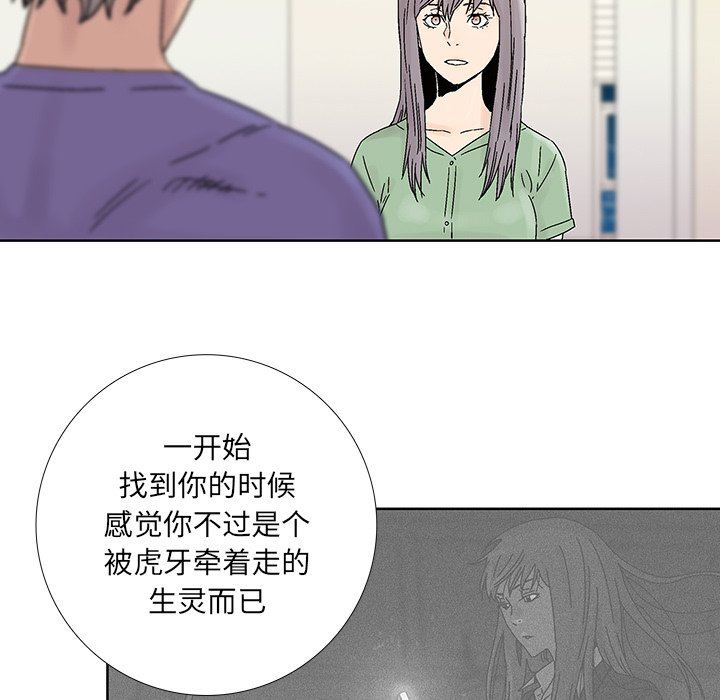 一开始
找到你的时候
感觉你不过是个
被虎牙牵着走的
生灵而已